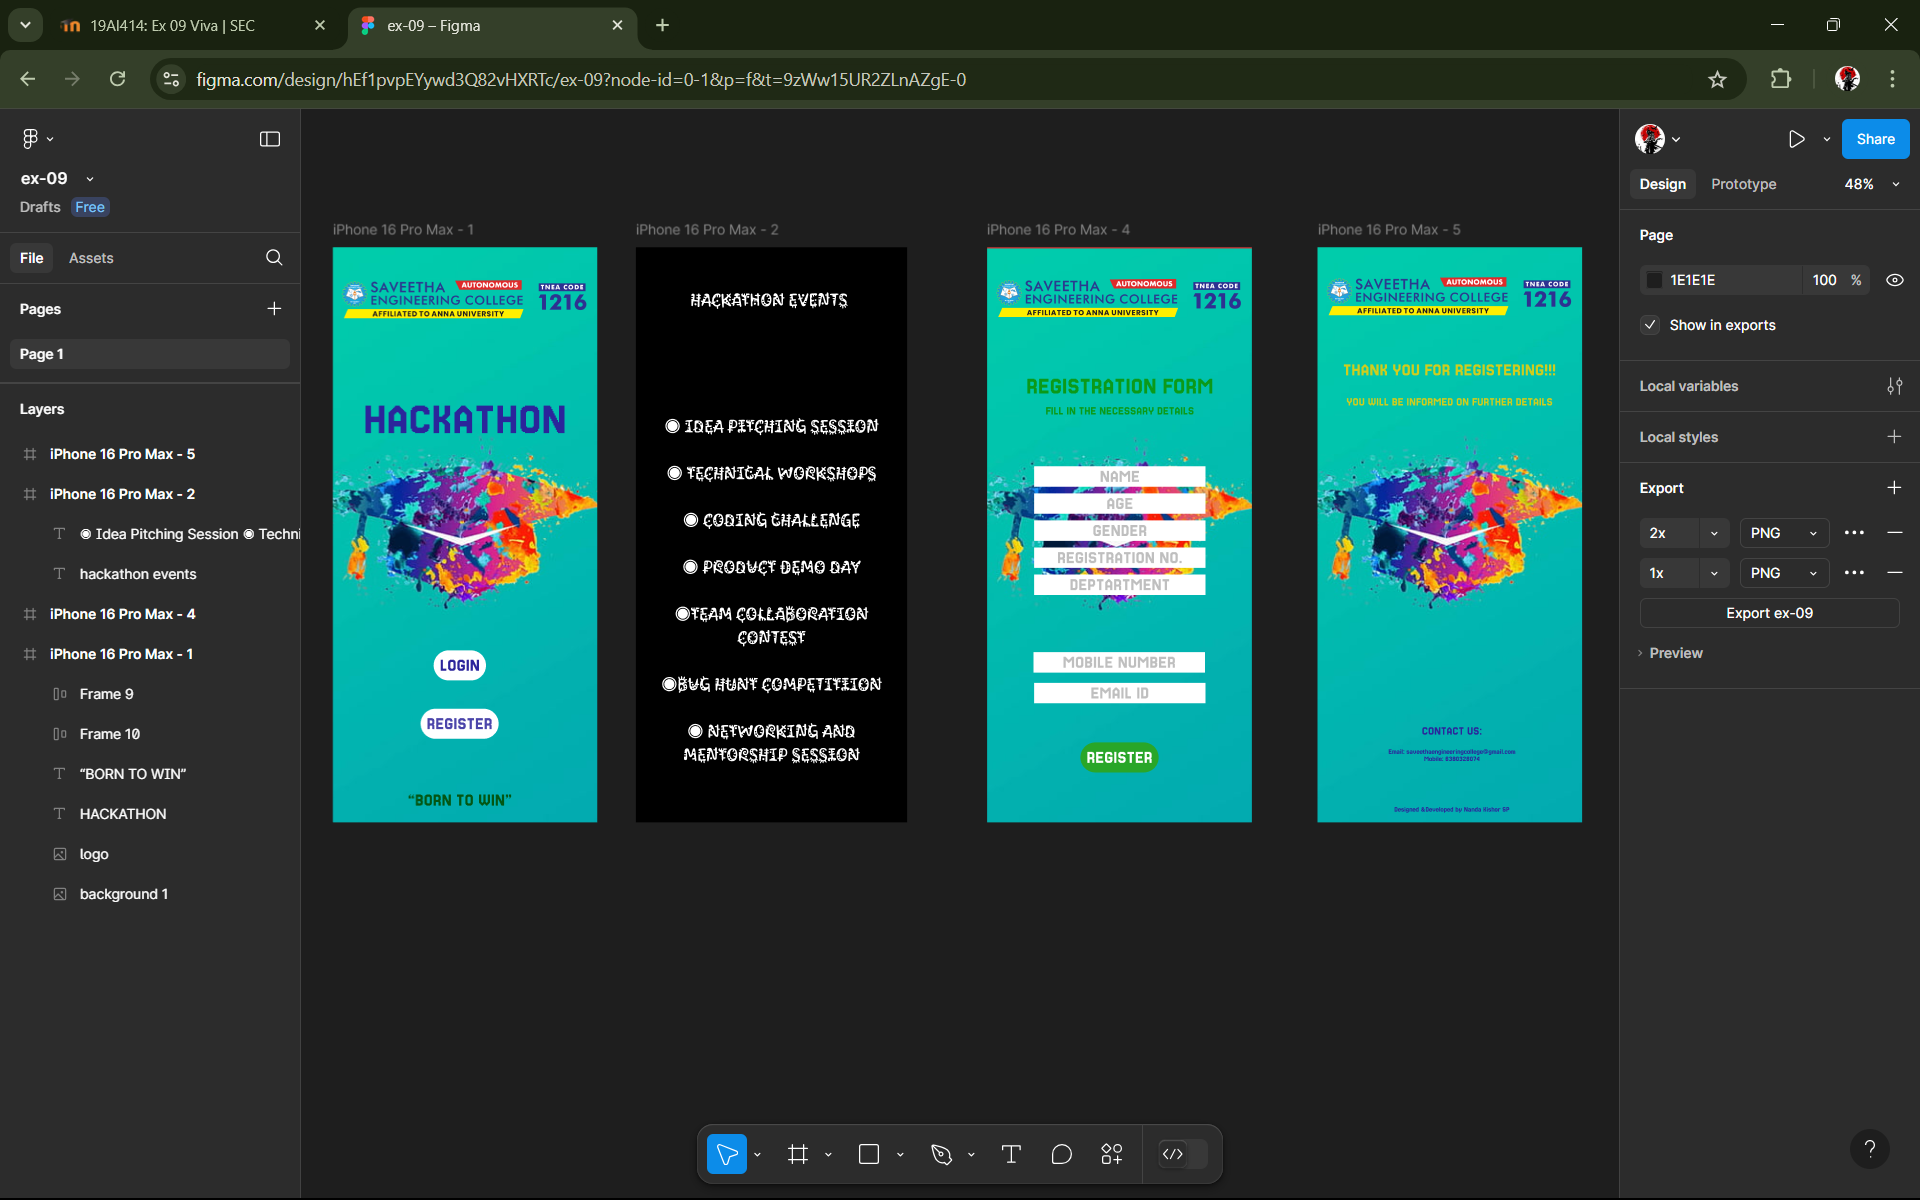 19AI414: Ex 09 Viva | SEC
ex-09 – Figma
figma.com/design/hEf1pvpEYywd3Q82vHXRTc/ex-09?node-id=0-1&p=f&t=9zWw15UR2ZLnAZgE-0
ex-09
Drafts Free
File Assets
Pages
Page 1
Layers
iPhone 16 Pro Max - 5
iPhone 16 Pro Max - 2
◉ Idea Pitching Session ◉ Techni
hackathon events
iPhone 16 Pro Max - 4
iPhone 16 Pro Max - 1
Frame 9
Frame 10
“BORN TO WIN”
HACKATHON
logo
background 1
iPhone 16 Pro Max - 1
SAVEETHA AUTONOMOUS
ENGINEERING COLLEGE
AFFILIATED TO ANNA UNIVERSITY
TNEA CODE
1216
HACKATHON
LOGIN
REGISTER
“BORN TO WIN”
iPhone 16 Pro Max - 2
HACKATHON EVENTS
◉ IDEA PITCHING SESSION
◉ TECHNICAL WORKSHOPS
◉ CODING CHALLENGE
◉ PRODUCT DEMO DAY
◉TEAM COLLABORATION
CONTEST
◉BUG HUNT COMPETITIION
◉ NETWORKING AND
MENTORSHIP SESSION
iPhone 16 Pro Max - 4
SAVEETHA AUTONOMOUS
ENGINEERING COLLEGE
AFFILIATED TO ANNA UNIVERSITY
TNEA CODE
1216
REGISTRATION FORM
FILL IN THE NECESSARY DETAILS
NAME
AGE
GENDER
REGISTRATION NO.
DEPTARTMENT
MOBILE NUMBER
EMAIL ID
REGISTER
iPhone 16 Pro Max - 5
SAVEETHA AUTONOMOUS
ENGINEERING COLLEGE
AFFILIATED TO ANNA UNIVERSITY
TNEA CODE
1216
THANK YOU FOR REGISTERING!!!
YOU WILL BE INFORMED ON FURTHER DETAILS
CONTACT US:
Email: saveethaengineeringcollege@gmail.com
Mobile: 8380328074
Designed &Developed by Nanda Kishor SP
Share
Design Prototype 48%
Page
1E1E1E 100 %
Show in exports
Local variables
Local styles
Export
2x PNG
1x PNG
Export ex-09
Preview
?